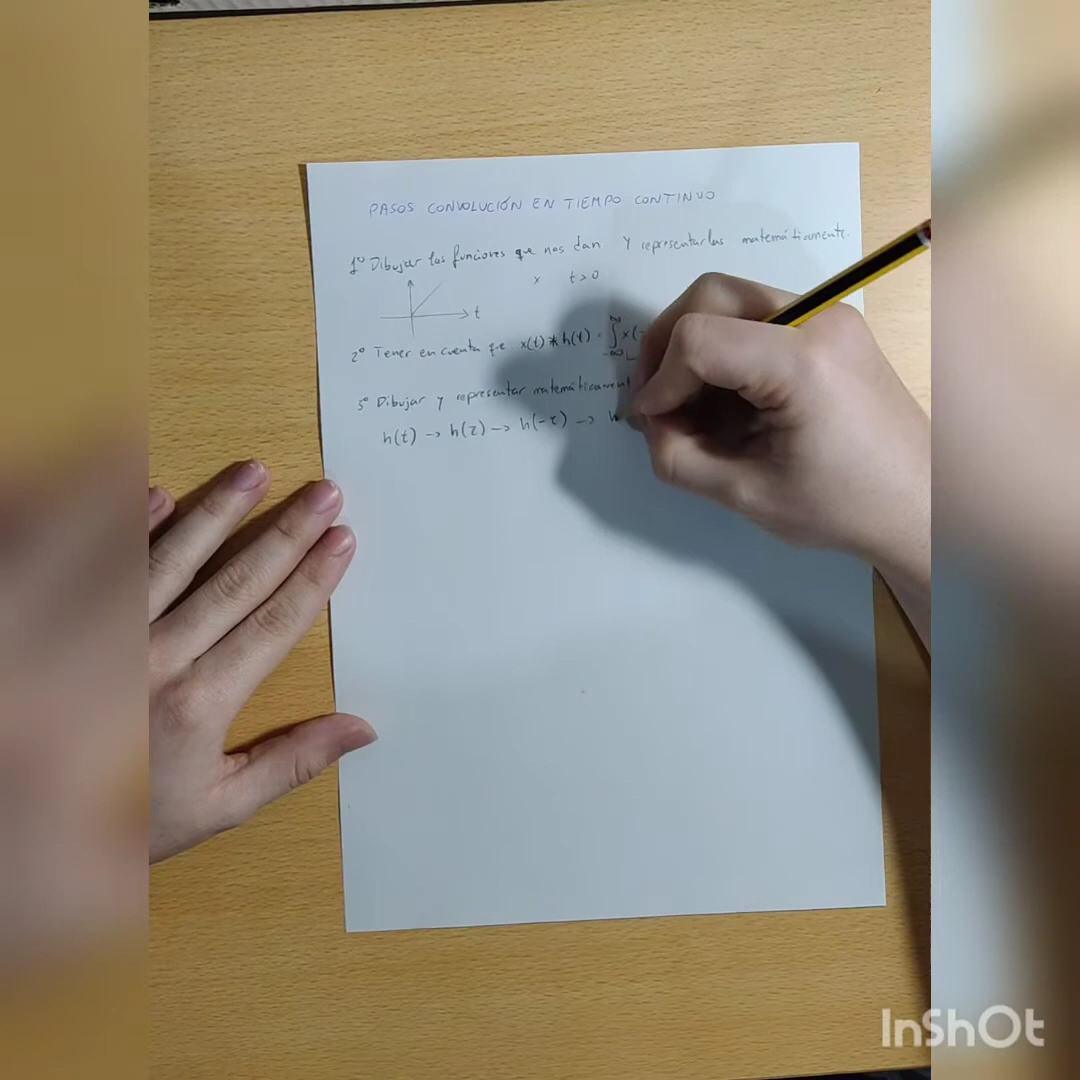 PASOS CONVOLUCIÓN EN TIEMPO CONTINUO
1º Dibujar las funciones que nos dan y representarlas matemáticamente.
x t>0
t
2º Tener en cuenta que x(t)*h(t) = ∫ x(
-∞
3º Dibujar y representar matemáticament
h(t) → h(τ) → h(-τ) → h
InShOt